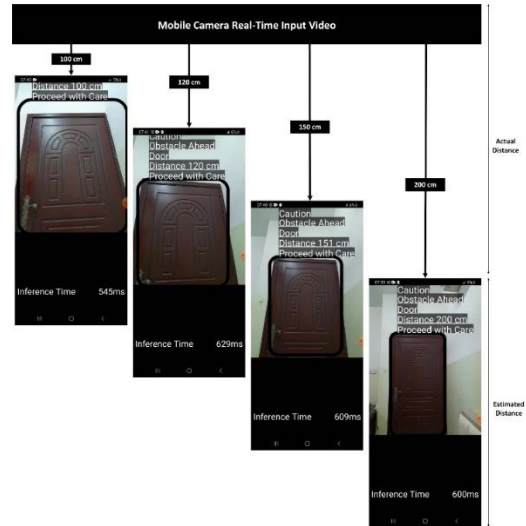 Mobile Camera Real-Time Input Video
100 cm
120 cm
150 cm
200 cm
Actual
Distance
Estimated
Distance
Distance 100 cm
Proceed with Care
Inference Time 545ms
Caution
Obstacle Ahead
Door
Distance 120 cm
Proceed with Care
Inference Time 629ms
Caution
Obstacle Ahead
Door
Distance 151 cm
Proceed with Care
Inference Time 609ms
Caution
Obstacle Ahead
Door
Distance 200 cm
Proceed with Care
Inference Time 600ms